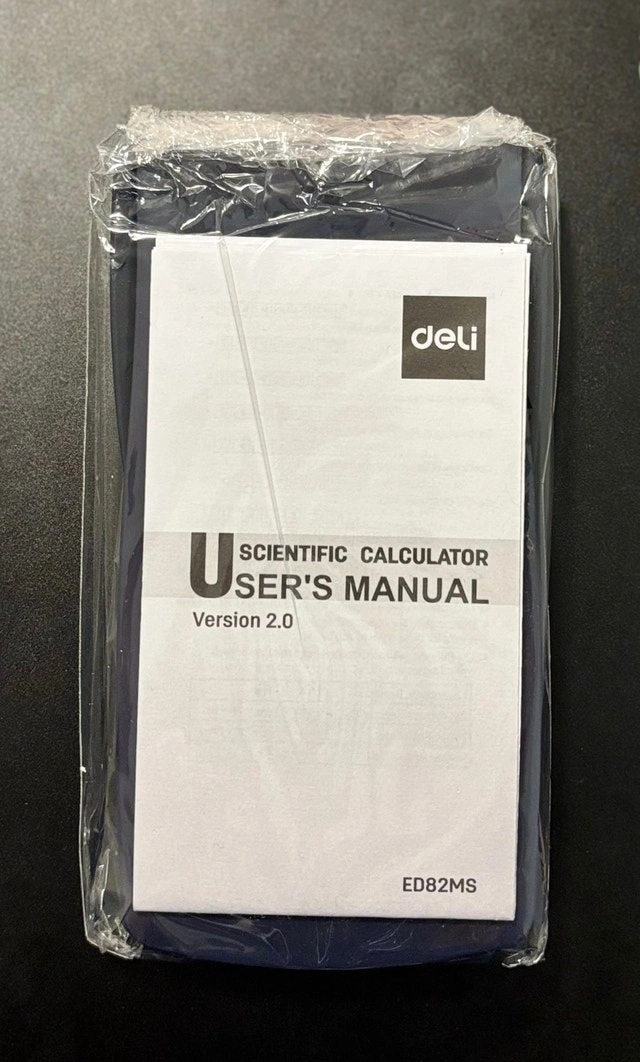 deli
SCIENTIFIC CALCULATOR
USER'S MANUAL
Version 2.0
ED82MS